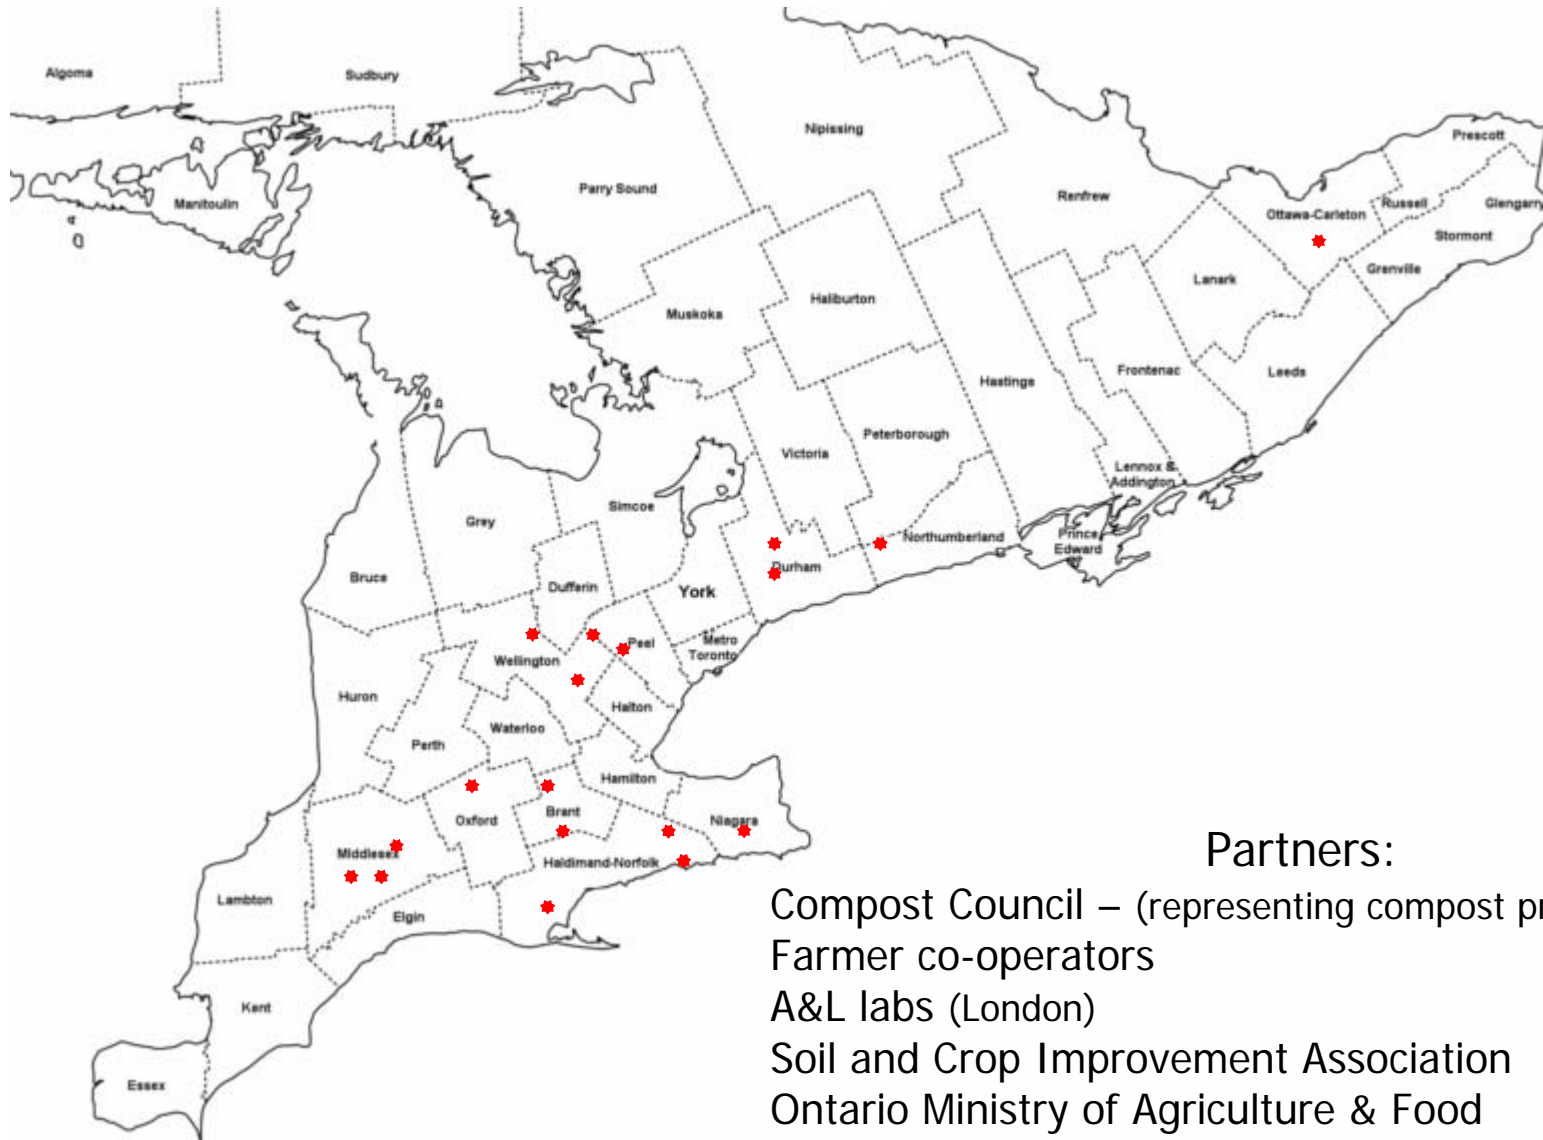 Algoma
Sudbury
Nipissing
Prescott
Parry Sound
Manitoulin
Renfrew
Russell
Glengarry
Ottawa-Carleton
Stormont
Grenville
Lanark
Haliburton
Muskoka
Hastings
Frontenac
Leeds
Peterborough
Victoria
Lennox &
Addington
Simcoe
Grey
Northumberland
Prince
Edward
Durham
Bruce
Dufferin
York
Peel
Metro
Toronto
Wellington
Huron
Halton
Waterloo
Perth
Hamilton
Brant
Oxford
Niagara
Middlesex
Haldimand-Norfolk
Lambton
Elgin
Kent
Essex
Partners:
Compost Council – (representing compost pr
Farmer co-operators
A&L labs (London)
Soil and Crop Improvement Association
Ontario Ministry of Agriculture & Food